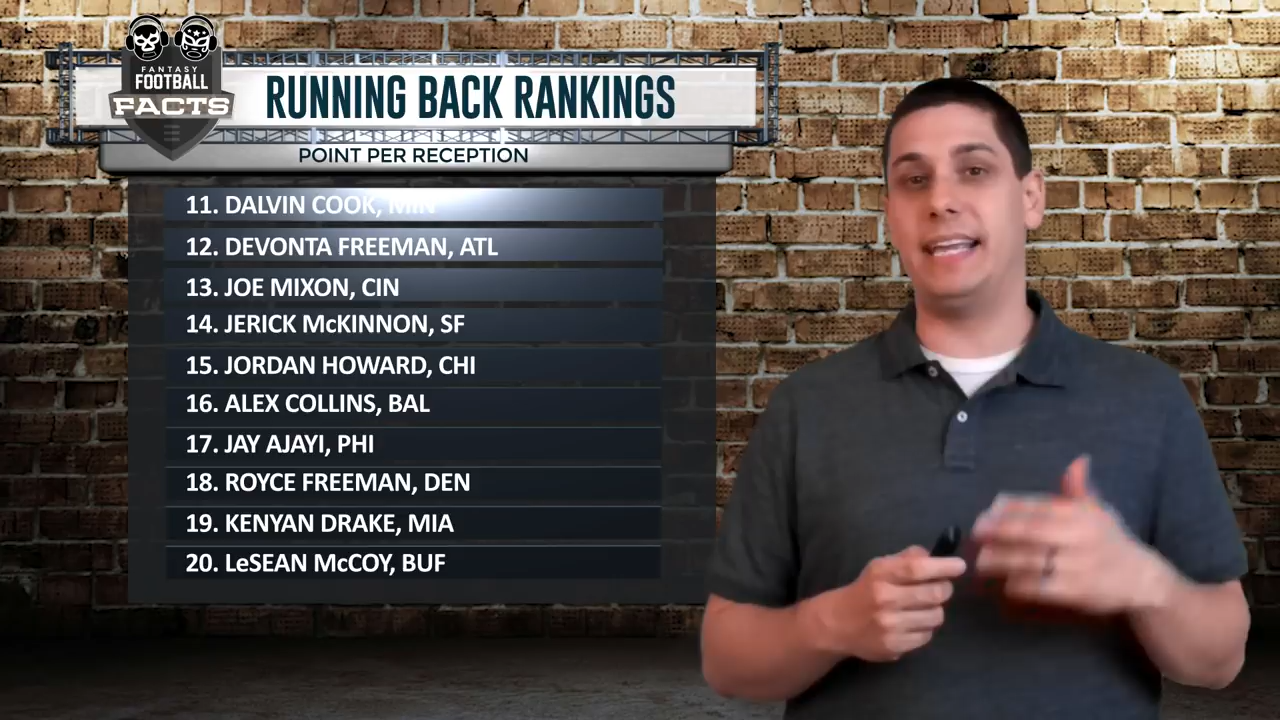 FANTASY
FOOTBALL
FACTS
RUNNING BACK RANKINGS
POINT PER RECEPTION
11. DALVIN COOK, MIN
12. DEVONTA FREEMAN, ATL
13. JOE MIXON, CIN
14. JERICK McKINNON, SF
15. JORDAN HOWARD, CHI
16. ALEX COLLINS, BAL
17. JAY AJAYI, PHI
18. ROYCE FREEMAN, DEN
19. KENYAN DRAKE, MIA
20. LeSEAN McCOY, BUF